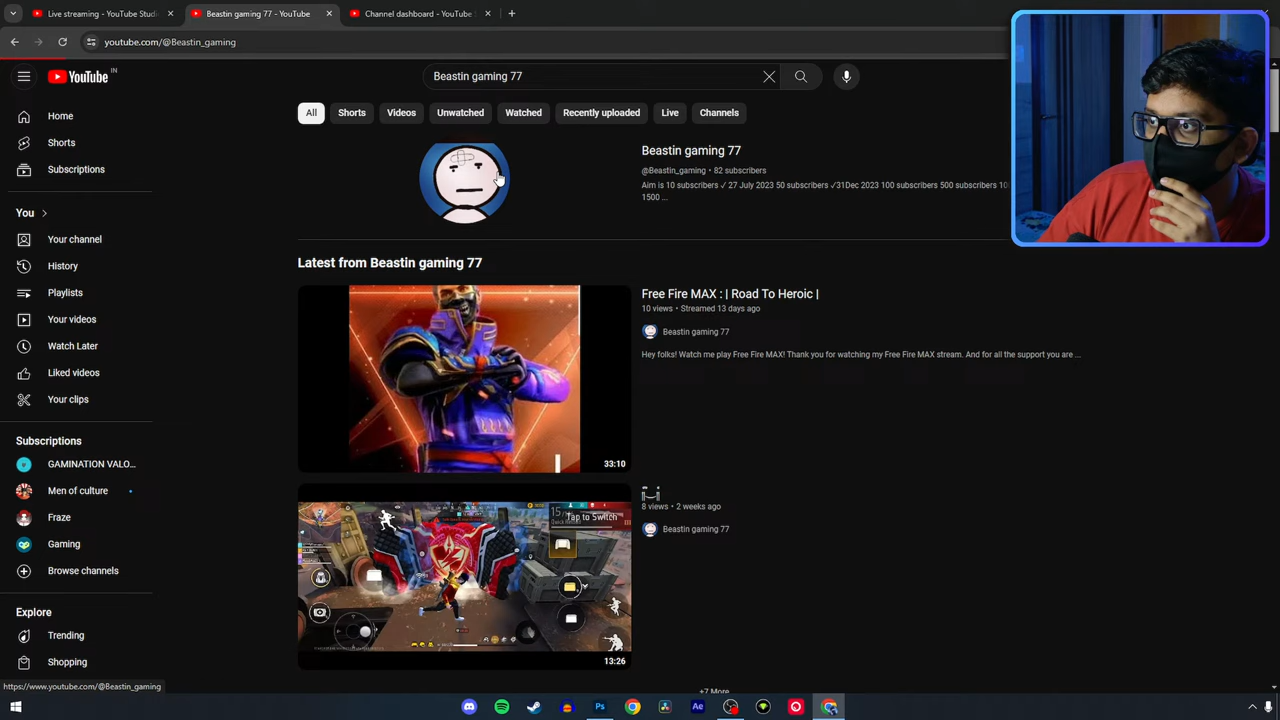 Live streaming - YouTube Studi
Beastin gaming 77 - YouTube
Channel dashboard - YouTube S
youtube.com/@Beastin_gaming
YouTube IN
Beastin gaming 77
All
Shorts
Videos
Unwatched
Watched
Recently uploaded
Live
Channels
Home
Shorts
Subscriptions
You
Your channel
History
Playlists
Your videos
Watch Later
Liked videos
Your clips
Subscriptions
GAMINATION VALO...
Men of culture
Fraze
Gaming
Browse channels
Explore
Trending
Shopping
Beastin gaming 77
@Beastin_gaming • 82 subscribers
Aim is 10 subscribers ✓ 27 July 2023 50 subscribers ✓31Dec 2023 100 subscribers 500 subscribers 10
1500 ...
Latest from Beastin gaming 77
33:10
Free Fire MAX : | Road To Heroic |
10 views • Streamed 13 days ago
Beastin gaming 77
Hey folks! Watch me play Free Fire MAX! Thank you for watching my Free Fire MAX stream. And for all the support you are ...
Tap to Switch
13:26
8 views • 2 weeks ago
Beastin gaming 77
+7 More
https://www.youtube.com/@Beastin_gaming
Ps
Ae